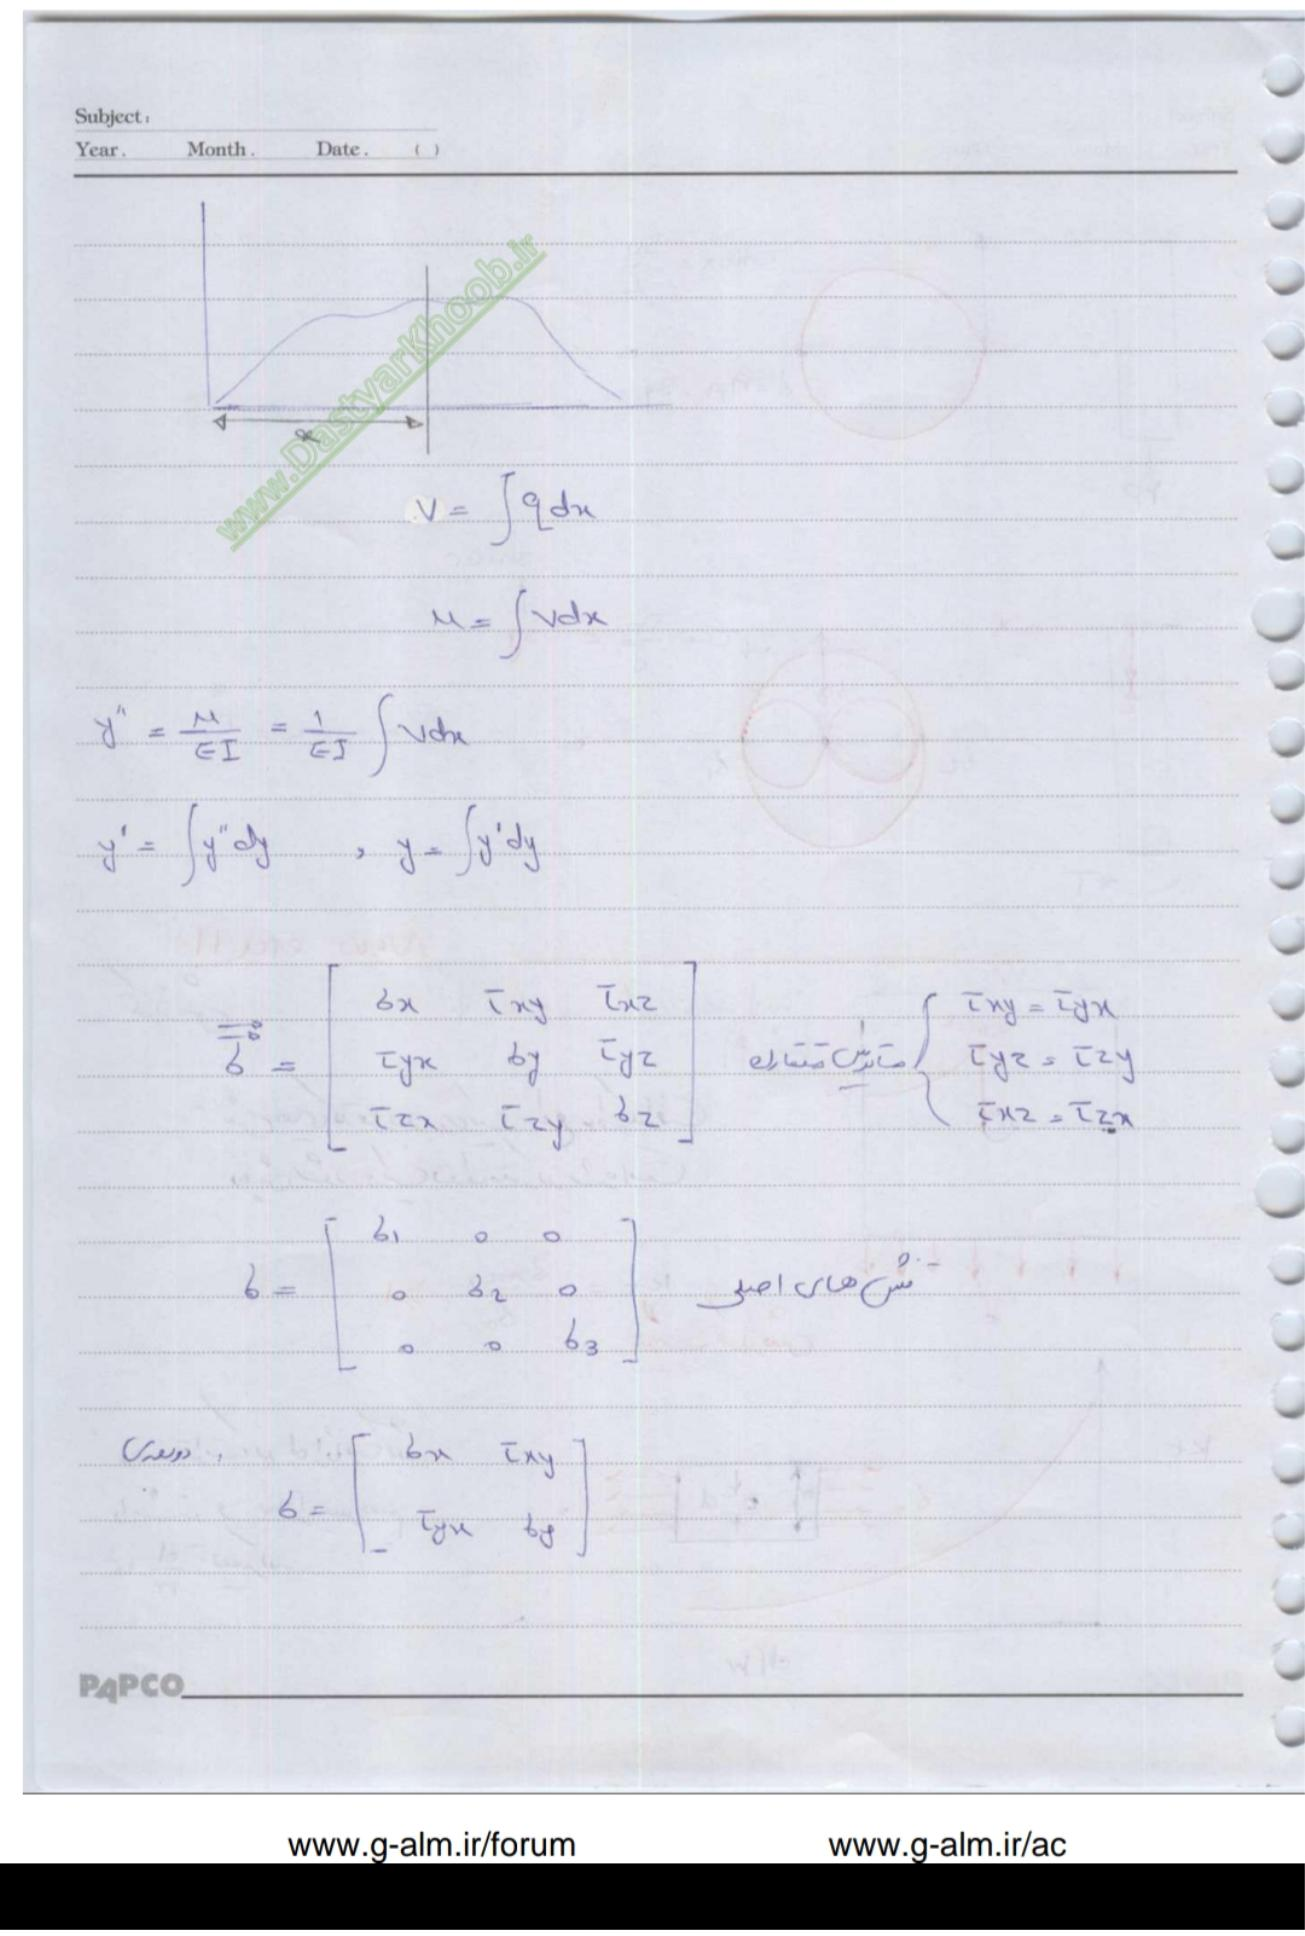 Subject:
Year. Month. Date. ( )
www.DastyarKhoob.ir
x
V = ∫ q dx
M = ∫ V dx
y" = M/EI = 1/EI ∫ V dx
y' = ∫ y" dy , y = ∫ y' dy
σ = [ σx τxy τxz
τyx σy τyz
τzx τzy σz ]
ماتریس متقارن
{ τxy = τyx
τyz = τzy
τxz = τzx
σ = [ σ1 0 0
0 σ2 0
0 0 σ3 ]
تنش های اصلی
دوبعدی
σ = [ σx τxy
τyx σy ]
PAPCO
www.g-alm.ir/forum www.g-alm.ir/ac